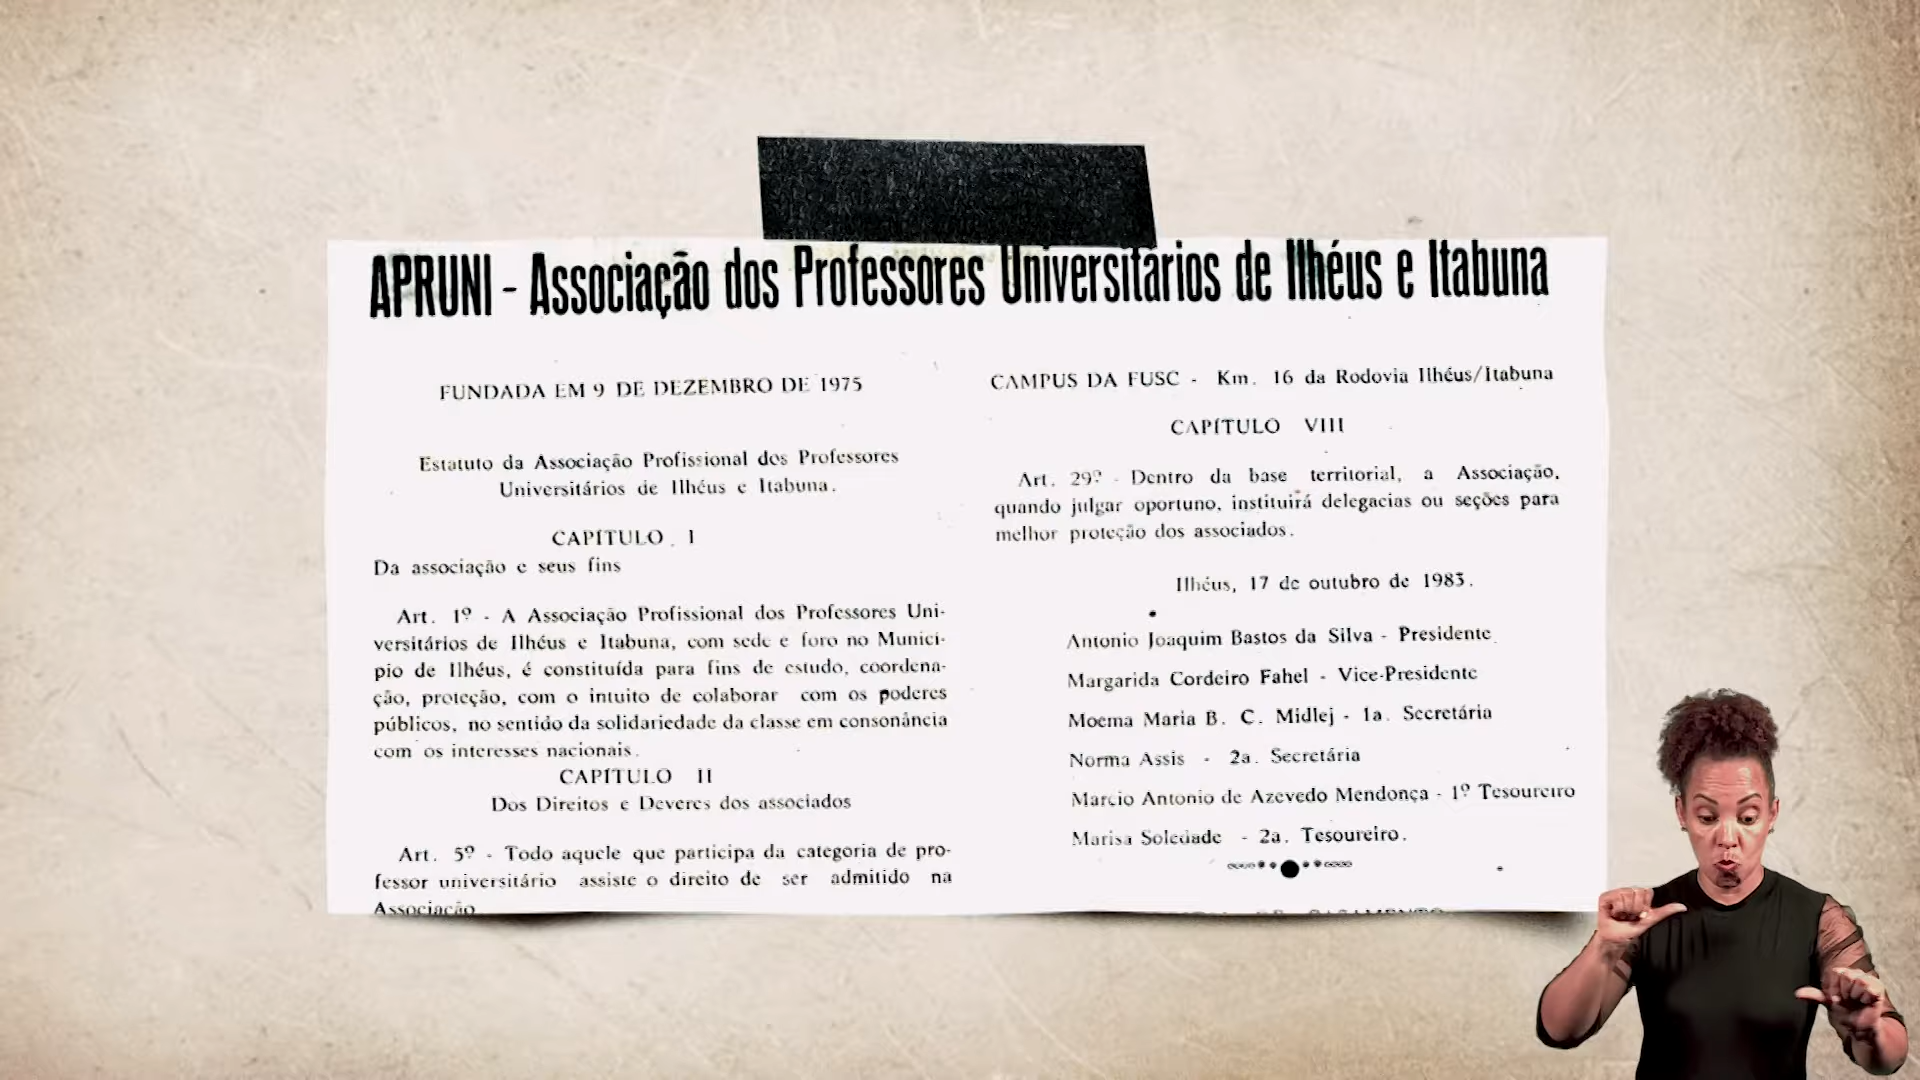 APRUNI - Associação dos Professores Universitários de Ilhéus e Itabuna
FUNDADA EM 9 DE DEZEMBRO DE 1975
Estatuto da Associação Profissional dos Professores
Universitários de Ilhéus e Itabuna.
CAPÍTULO I
Da associação e seus fins
Art. 1º - A Associação Profissional dos Professores Uni-
versitários de Ilhéus e Itabuna, com sede e foro no Municí-
pio de Ilhéus, é constituída para fins de estudo, coordena-
ção, proteção, com o intuito de colaborar com os poderes
públicos, no sentido da solidariedade da classe em consonância
com os interesses nacionais.
CAPÍTULO II
Dos Direitos e Deveres dos associados
Art. 5º - Todo aquele que participa da categoria de pro-
fessor universitário assiste o direito de ser admitido na
Associação
CAMPUS DA FUSC - Km. 16 da Rodovia Ilhéus/Itabuna
CAPÍTULO VIII
Art. 29º - Dentro da base territorial, a Associação,
quando julgar oportuno, instituirá delegacias ou seções para
melhor proteção dos associados.
Ilhéus, 17 de outubro de 1983.
Antonio Joaquim Bastos da Silva - Presidente
Margarida Cordeiro Fahel - Vice-Presidente
Moema Maria B. C. Midlej - 1a. Secretária
Norma Assis - 2a. Secretária
Marcio Antonio de Azevedo Mendonça - 1º Tesoureiro
Marisa Soledade - 2a. Tesoureiro.